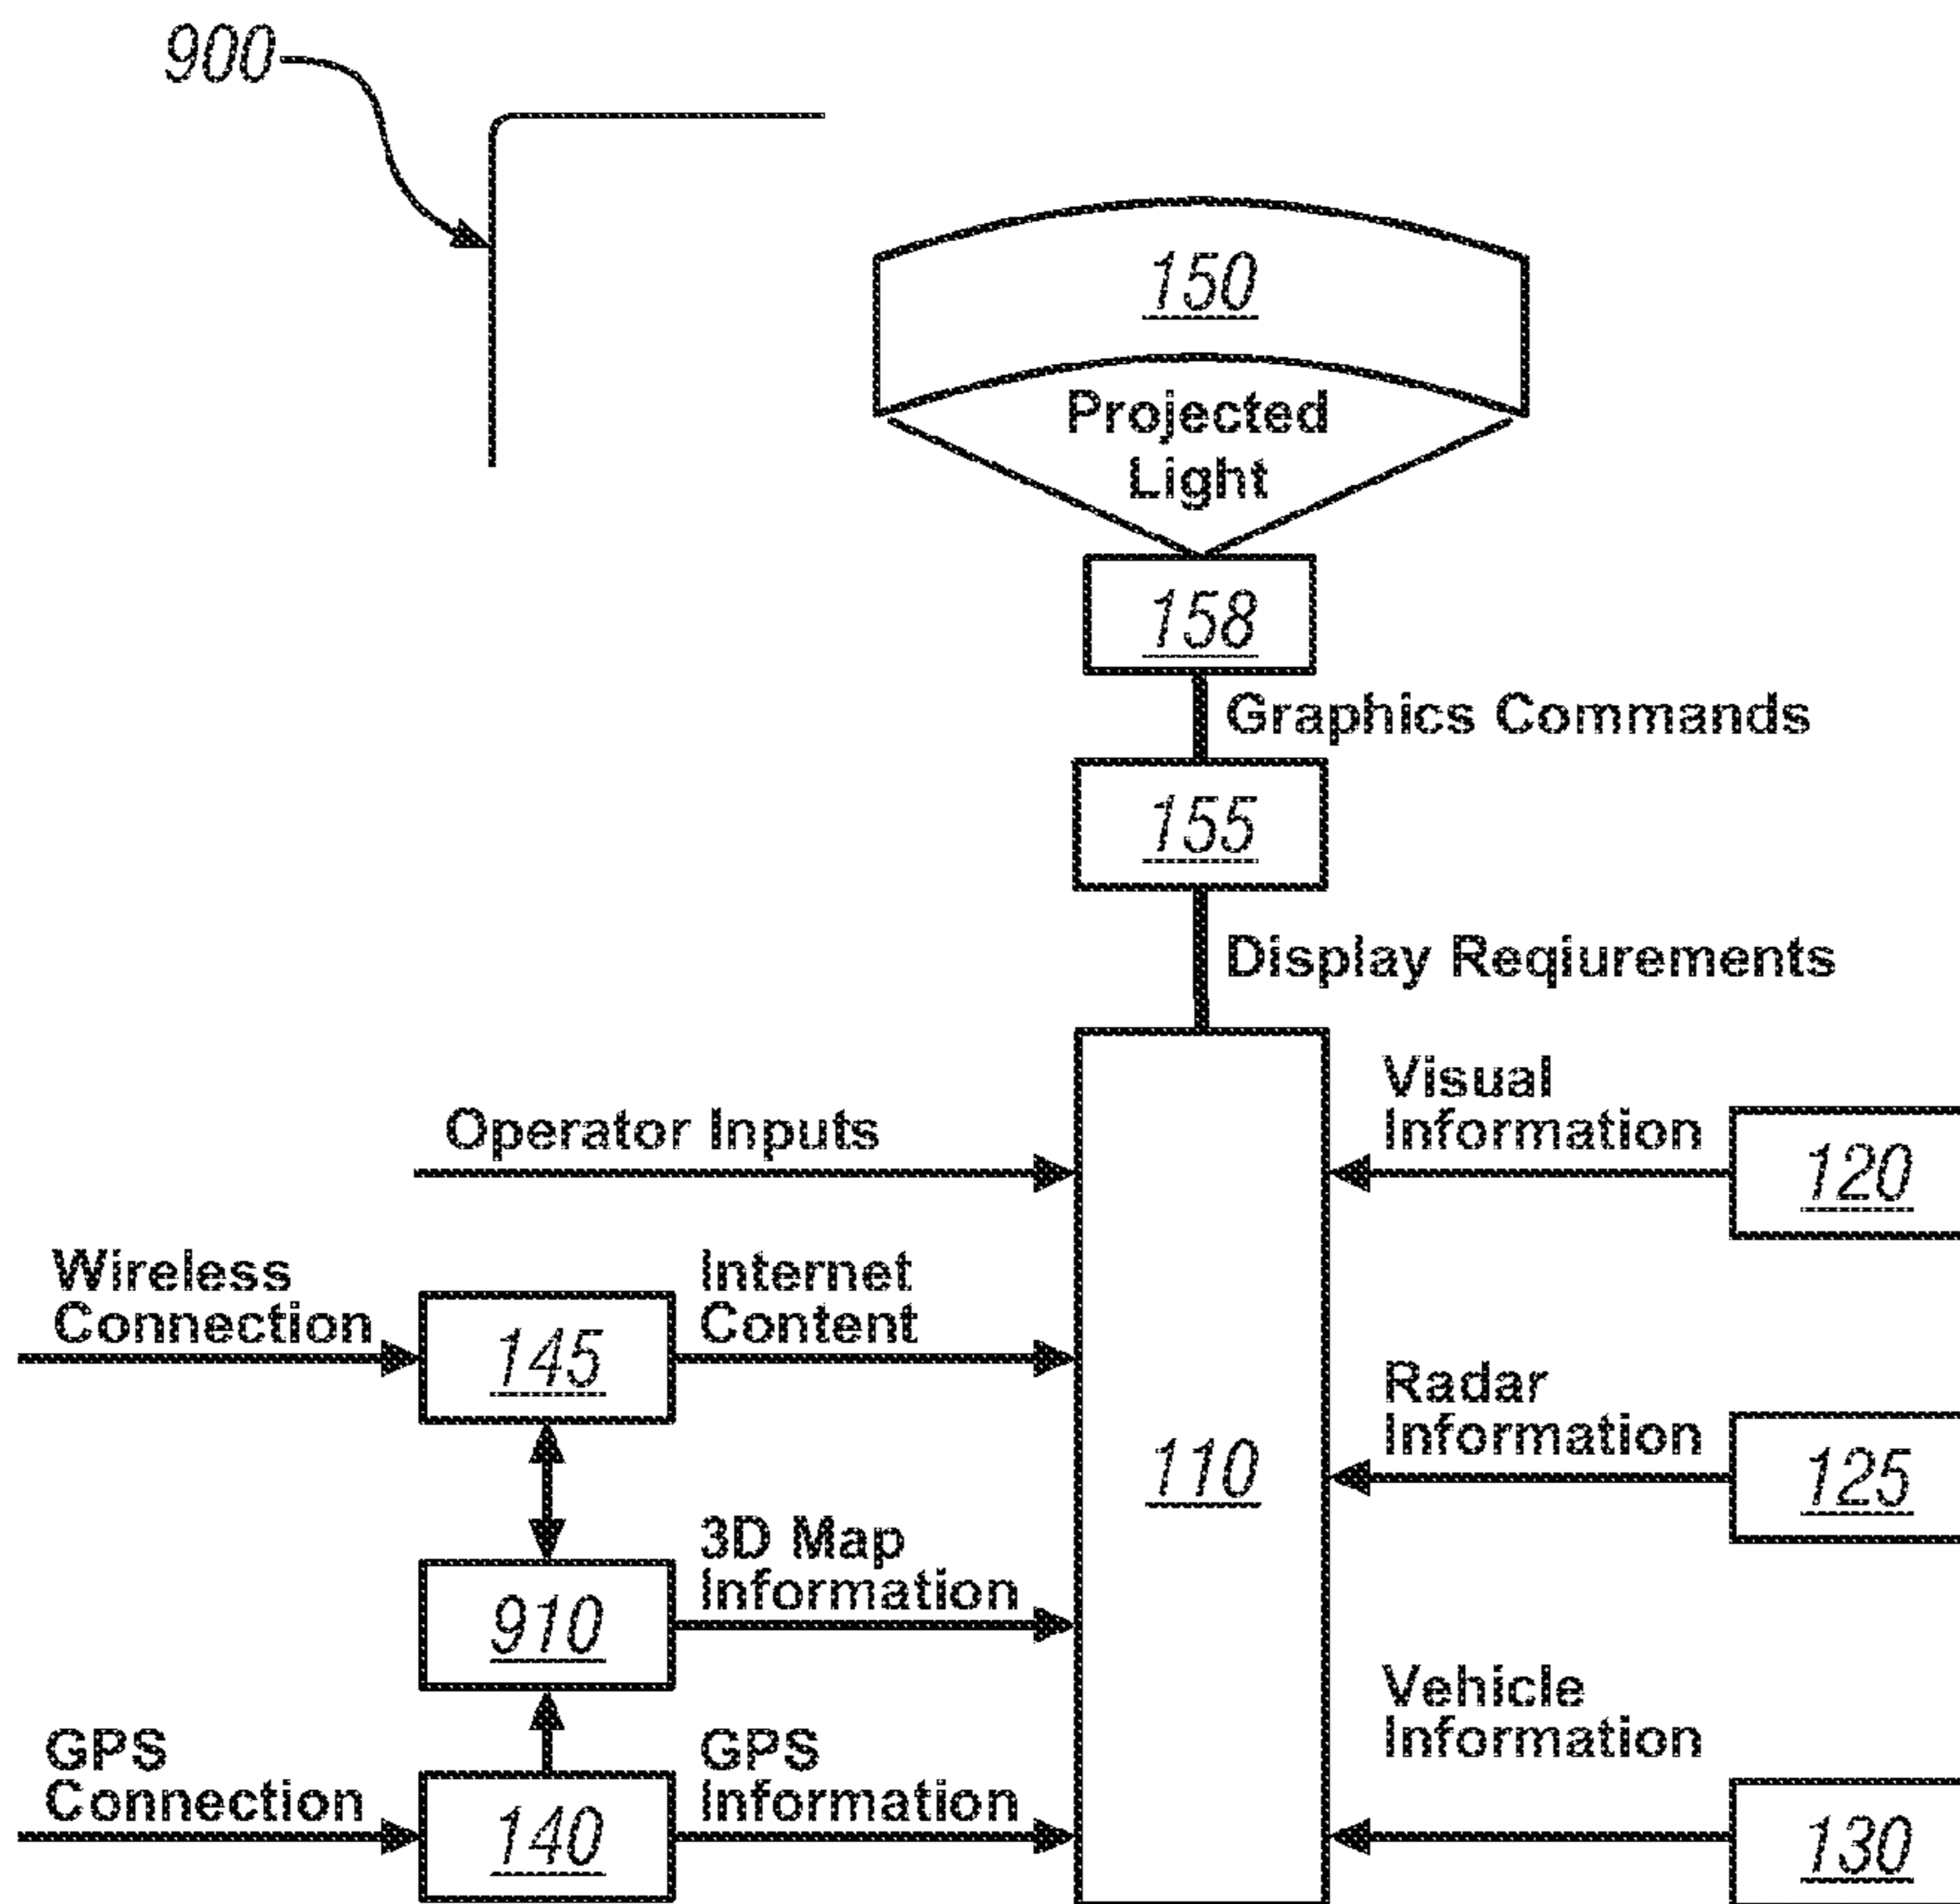 900
150
Projected
Light
158
Graphics Commands
155
Display Reqiurements
Operator Inputs
Visual
Information
120
Wireless
Connection
145
Internet
Content
Radar
Information
125
110
910
3D Map
Information
Vehicle
Information
130
GPS
Connection
140
GPS
Information